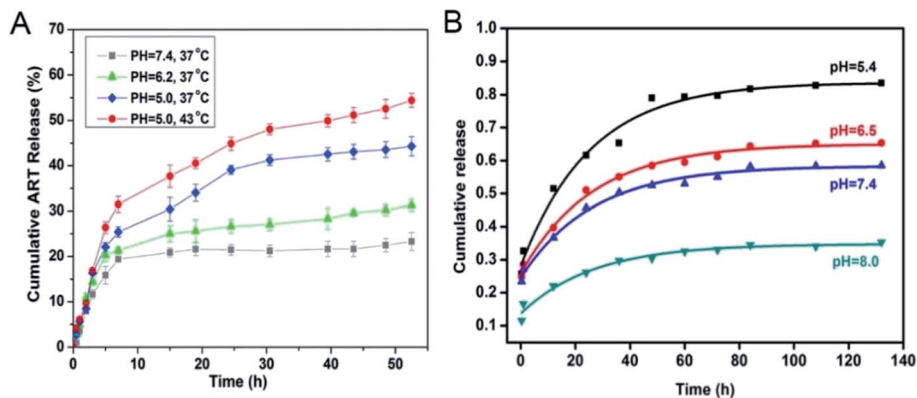 A
Cumulative ART Release (%)
70
60
50
40
30
20
10
0
PH=7.4, 37°C
PH=6.2, 37°C
PH=5.0, 37°C
PH=5.0, 43°C
0 10 20 30 40 50
Time (h)
B
Cumulative release
1.0
0.9
0.8
0.7
0.6
0.5
0.4
0.3
0.2
0.1
pH=5.4
pH=6.5
pH=7.4
pH=8.0
0 20 40 60 80 100 120 140
Time (h)